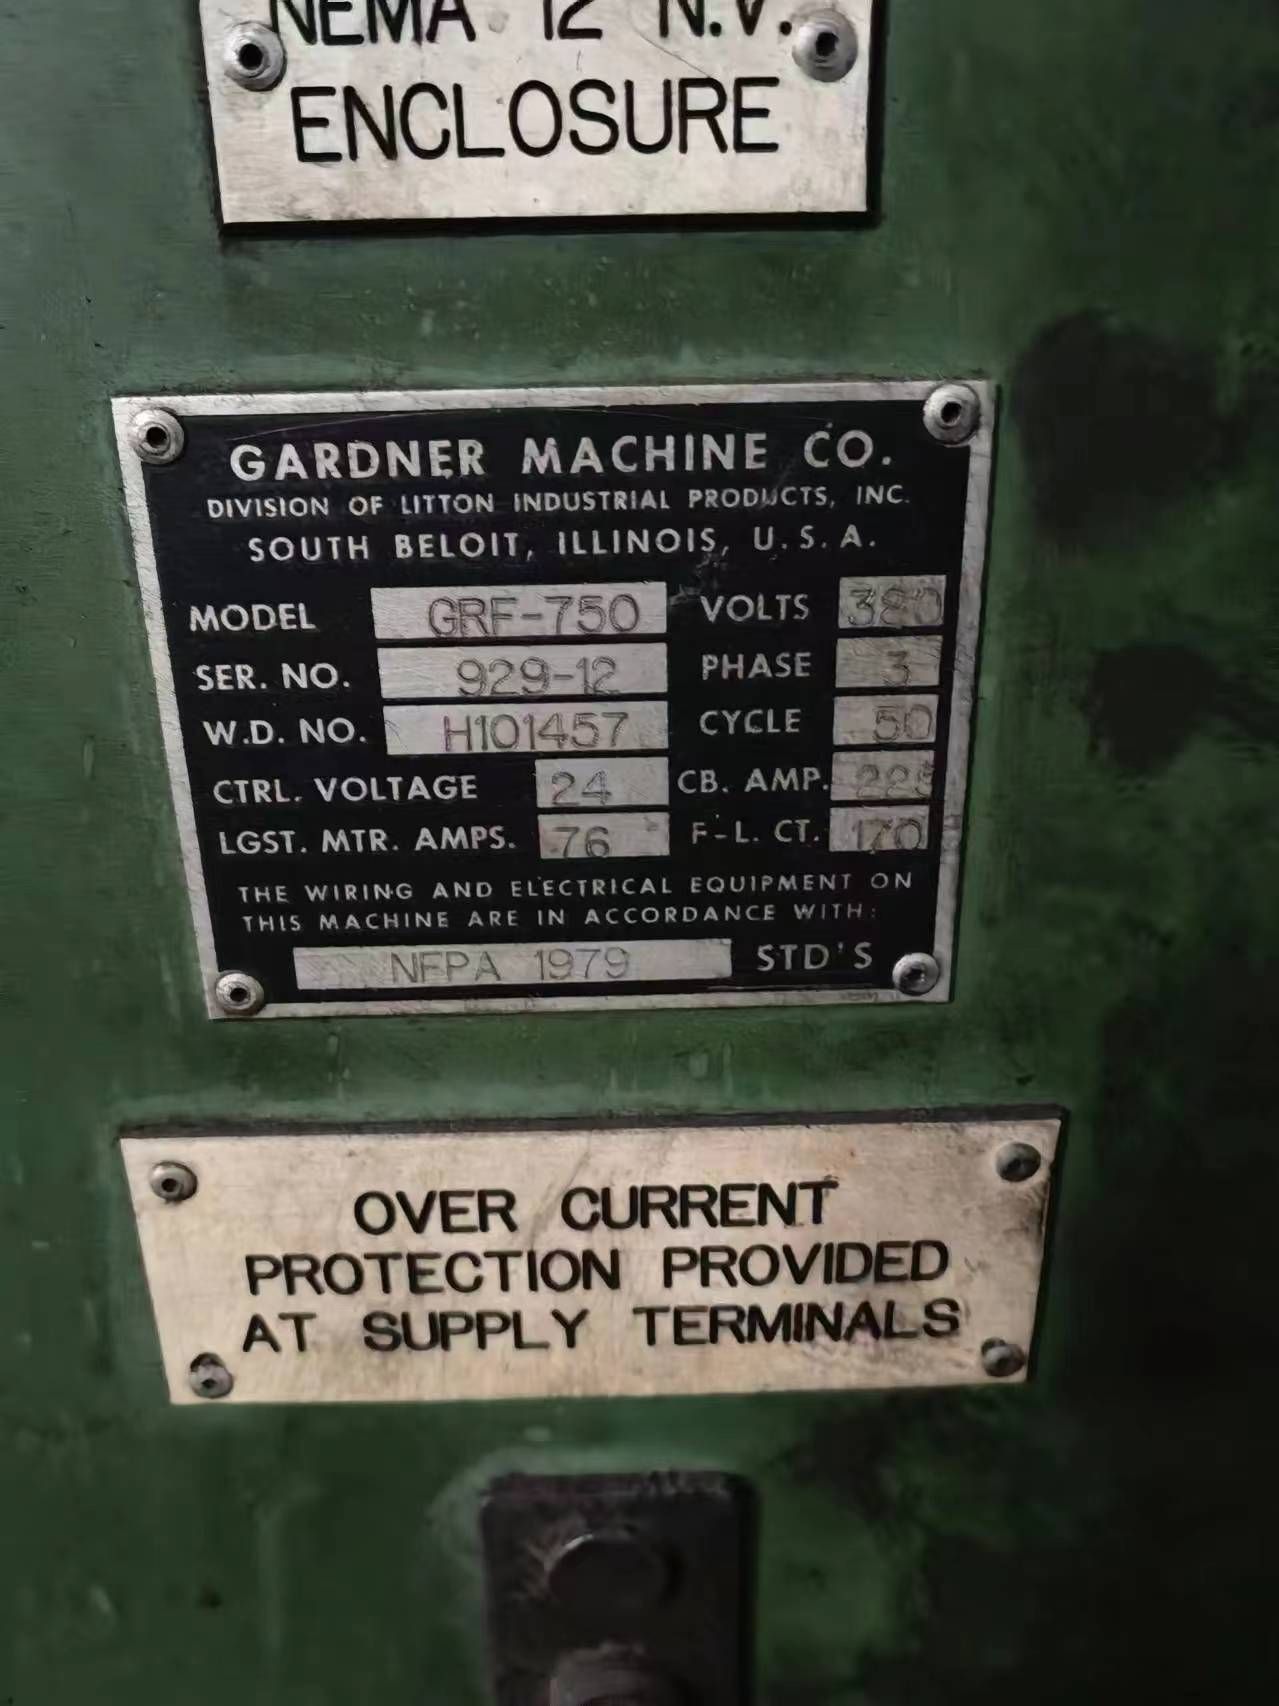 NEMA 12 N.V.
ENCLOSURE
GARDNER MACHINE CO.
DIVISION OF LITTON INDUSTRIAL PRODUCTS, INC.
SOUTH BELOIT, ILLINOIS, U.S.A.
MODEL GRF-750 VOLTS 380
SER. NO. 929-12 PHASE 3
W.D. NO. H101457 CYCLE 50
CTRL. VOLTAGE 24 CB. AMP. 225
LGST. MTR. AMPS. 76 F-L. CT. 170
THE WIRING AND ELECTRICAL EQUIPMENT ON
THIS MACHINE ARE IN ACCORDANCE WITH:
NFPA 1979 STD'S
OVER CURRENT
PROTECTION PROVIDED
AT SUPPLY TERMINALS